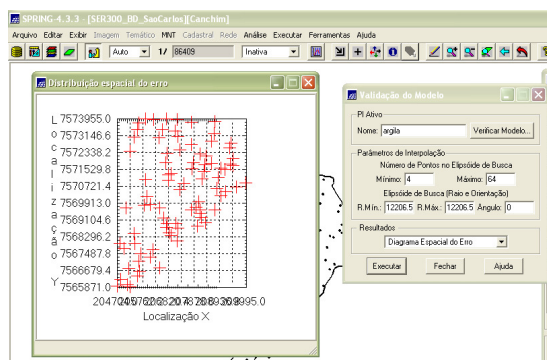 SPRING-4.3.3 - [SER300_BD_SaoCarlos][Canchim]
Arquivo Editar Exibir Imagem Temático MNT Cadastral Rede Análise Executar Ferramentas Ajuda
Auto 1/ 86409 Inativa
Distribuição espacial do erro
Localização Y
7573955.0
7573146.6
7572338.2
7571529.8
7570721.4
7569913.0
7569104.6
7568296.2
7567487.8
7566679.4
7565871.0
Localização X
Validação do Modelo
PI Ativo
Nome: argila Verificar Modelo...
Parâmetros de Interpolação
Número de Pontos no Elipsóide de Busca
Mínimo: 4 Máximo: 64
Elipsóide de Busca (Raio e Orientação)
R.Mín.: 12206.5 R.Máx.: 12206.5 Ângulo: 0
Resultados
Diagrama Espacial do Erro
Executar Fechar Ajuda